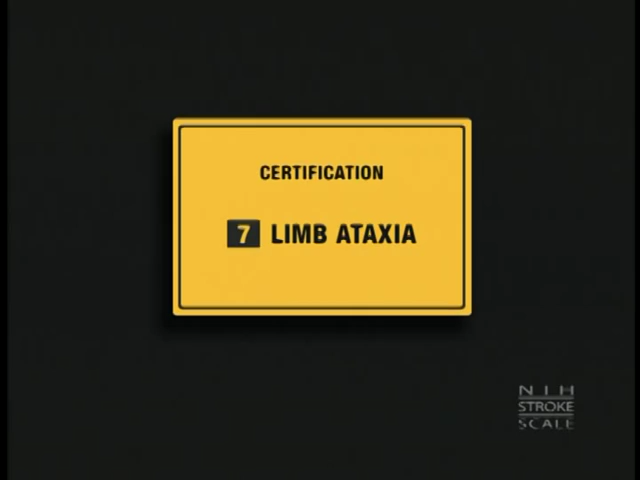 CERTIFICATION
7 LIMB ATAXIA
NIH
STROKE
SCALE